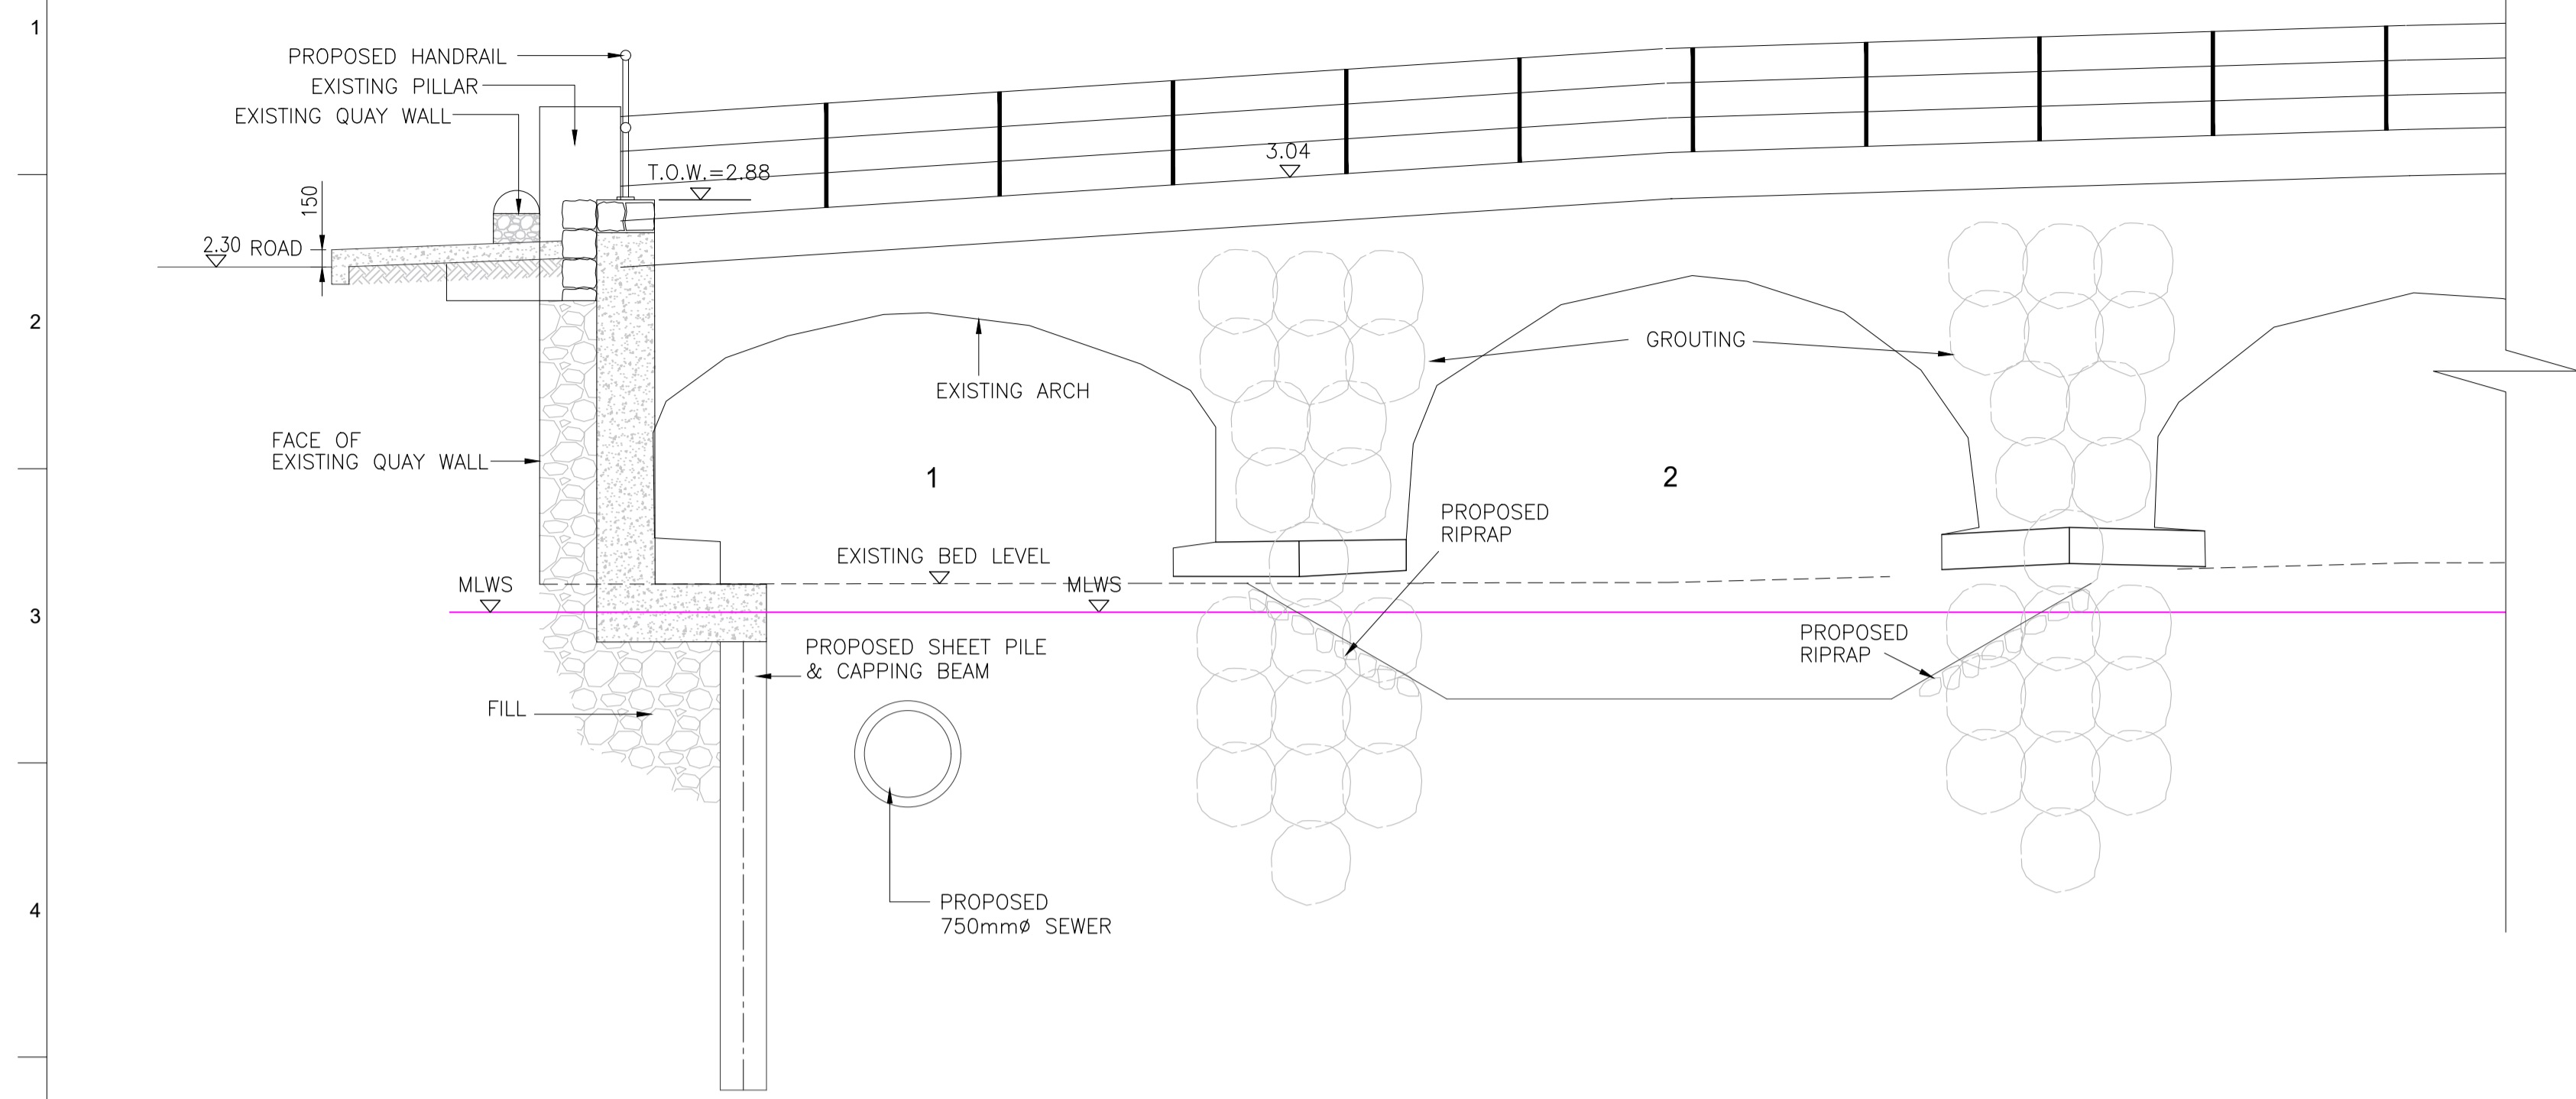 1
PROPOSED HANDRAIL
EXISTING PILLAR
EXISTING QUAY WALL
3.04
T.O.W.=2.88
150
2.30 ROAD
2
GROUTING
EXISTING ARCH
FACE OF
EXISTING QUAY WALL
1
2
PROPOSED
RIPRAP
EXISTING BED LEVEL
MLWS
MLWS
3
PROPOSED
RIPRAP
PROPOSED SHEET PILE
& CAPPING BEAM
FILL
4
PROPOSED
750mmø SEWER